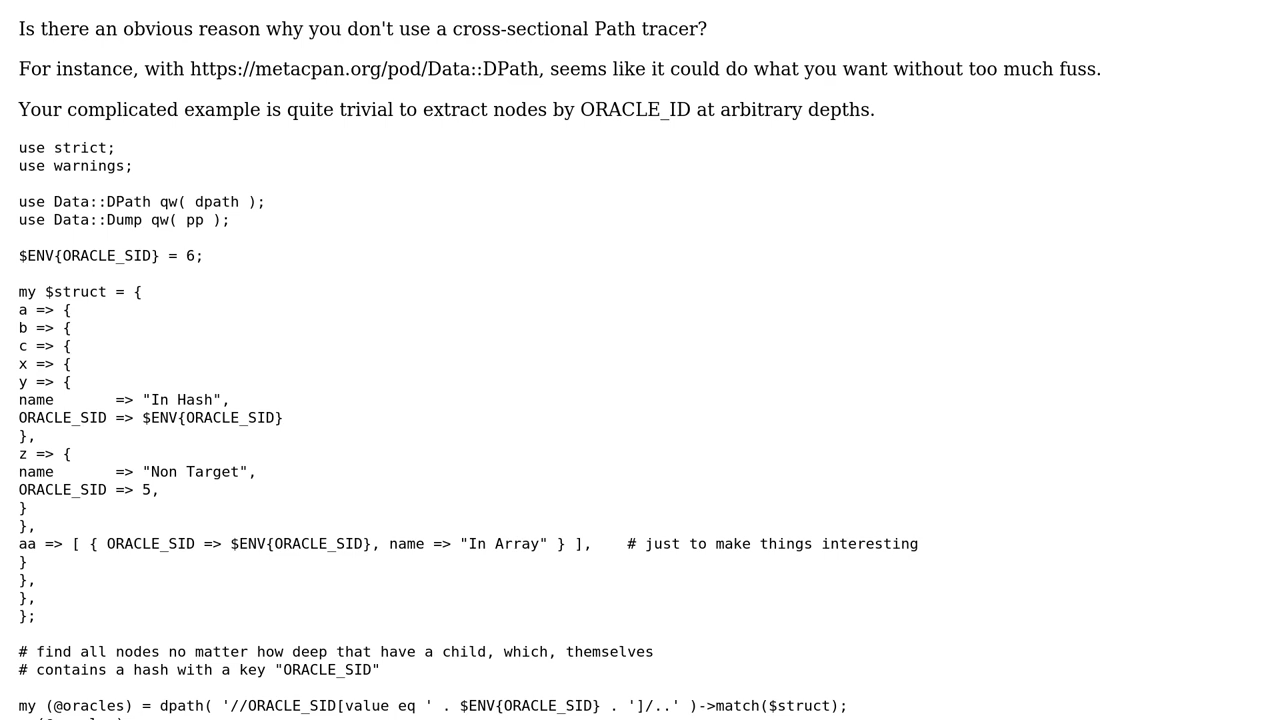 Is there an obvious reason why you don't use a cross-sectional Path tracer?
For instance, with https://metacpan.org/pod/Data::DPath, seems like it could do what you want without too much fuss.
Your complicated example is quite trivial to extract nodes by ORACLE_ID at arbitrary depths.
use strict;
use warnings;
use Data::DPath qw( dpath );
use Data::Dump qw( pp );
$ENV{ORACLE_SID} = 6;
my $struct = {
a => {
b => {
c => {
x => {
y => {
name       => "In Hash",
ORACLE_SID => $ENV{ORACLE_SID}
},
z => {
name       => "Non Target",
ORACLE_SID => 5,
}
},
aa => [ { ORACLE_SID => $ENV{ORACLE_SID}, name => "In Array" } ],    # just to make things interesting
}
},
},
};
# find all nodes no matter how deep that have a child, which, themselves
# contains a hash with a key "ORACLE_SID"
my (@oracles) = dpath( '//ORACLE_SID[value eq ' . $ENV{ORACLE_SID} . ']/..' )->match($struct);